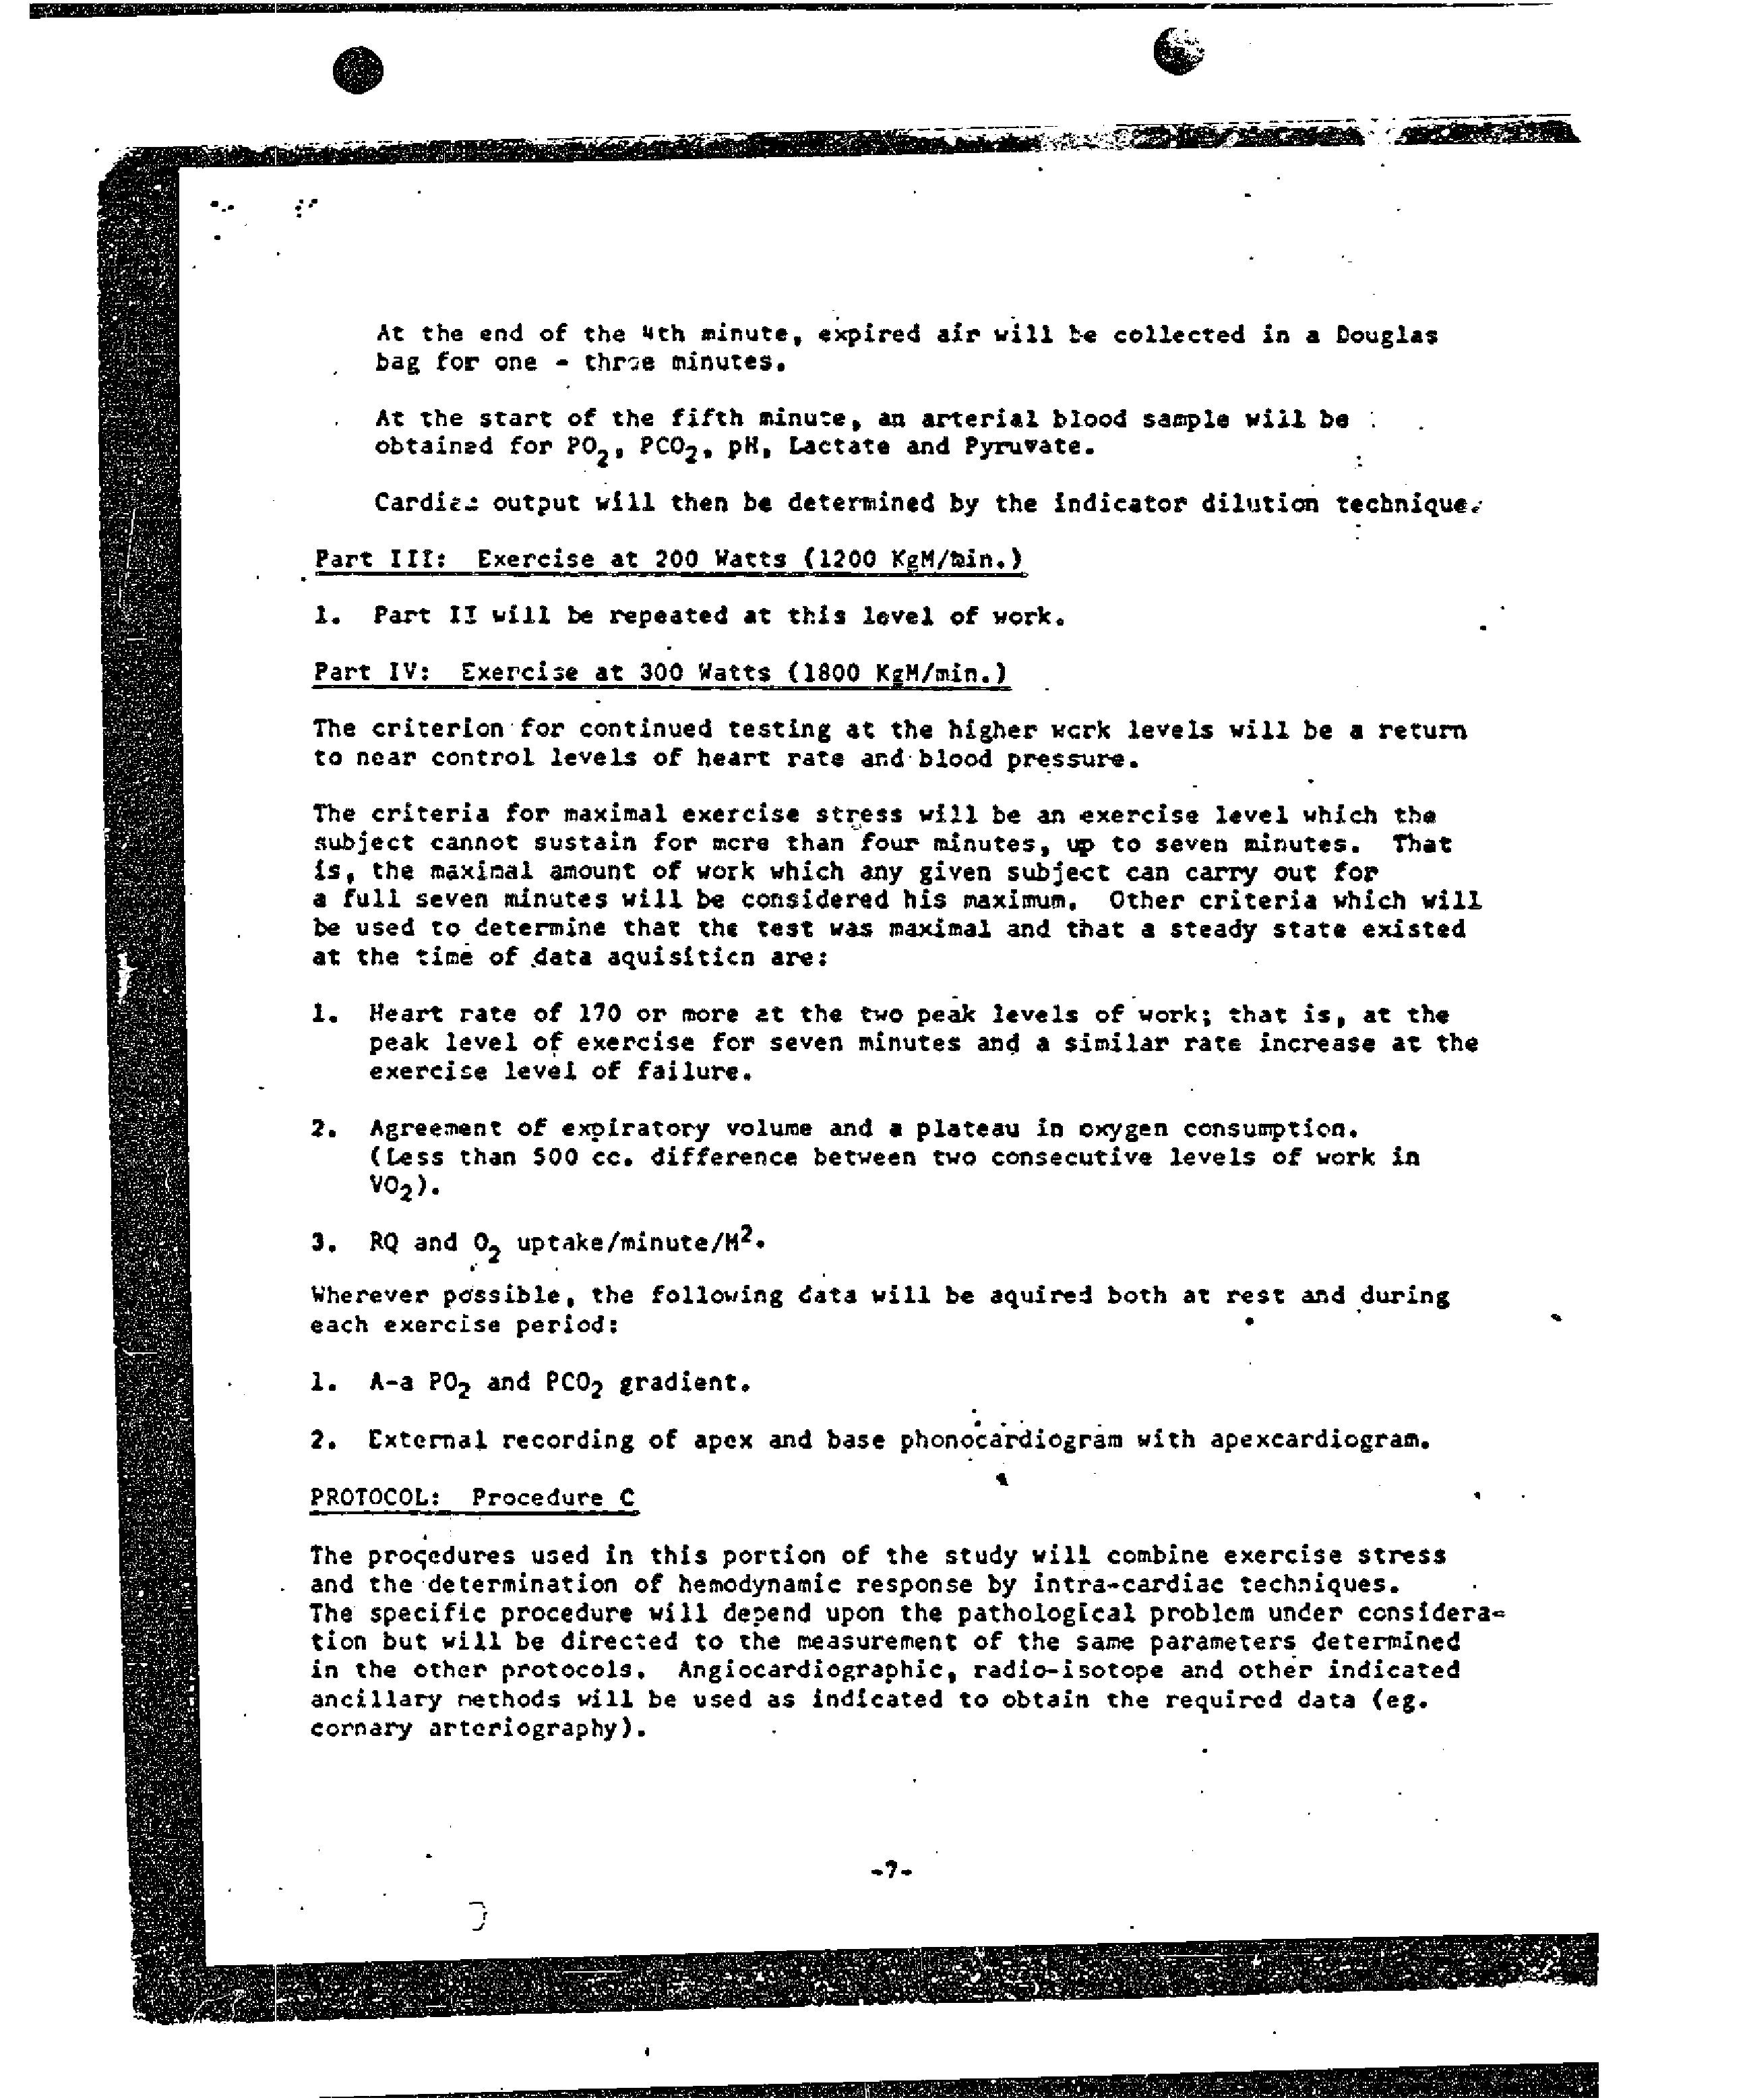 At the end of the 4th minute, expired air will be collected in a Douglas
bag for one - three minutes.
At the start of the fifth minute, an arterial blood sample will be
obtained for PO₂, PCO₂, pH, Lactate and Pyruvate.
Cardiac output will then be determined by the indicator dilution technique.
Part III: Exercise at 200 Watts (1200 KgM/min.)
1. Part II will be repeated at this level of work.
Part IV: Exercise at 300 Watts (1800 KgM/min.)
The criterion for continued testing at the higher work levels will be a return
to near control levels of heart rate and blood pressure.
The criteria for maximal exercise stress will be an exercise level which the
subject cannot sustain for more than four minutes, up to seven minutes. That
is, the maximal amount of work which any given subject can carry out for
a full seven minutes will be considered his maximum. Other criteria which will
be used to determine that the test was maximal and that a steady state existed
at the time of data aquisition are:
1. Heart rate of 170 or more at the two peak levels of work; that is, at the
peak level of exercise for seven minutes and a similar rate increase at the
exercise level of failure.
2. Agreement of expiratory volume and a plateau in oxygen consumption.
(Less than 500 cc. difference between two consecutive levels of work in
VO₂).
3. RQ and O₂ uptake/minute/M².
Wherever possible, the following data will be aquired both at rest and during
each exercise period:
1. A-a PO₂ and PCO₂ gradient.
2. External recording of apex and base phonocardiogram with apexcardiogram.
PROTOCOL: Procedure C
The procedures used in this portion of the study will combine exercise stress
and the determination of hemodynamic response by intra-cardiac techniques.
The specific procedure will depend upon the pathological problem under considera-
tion but will be directed to the measurement of the same parameters determined
in the other protocols. Angiocardiographic, radio-isotope and other indicated
ancillary methods will be used as indicated to obtain the required data (eg.
cornary arteriography).
-7-